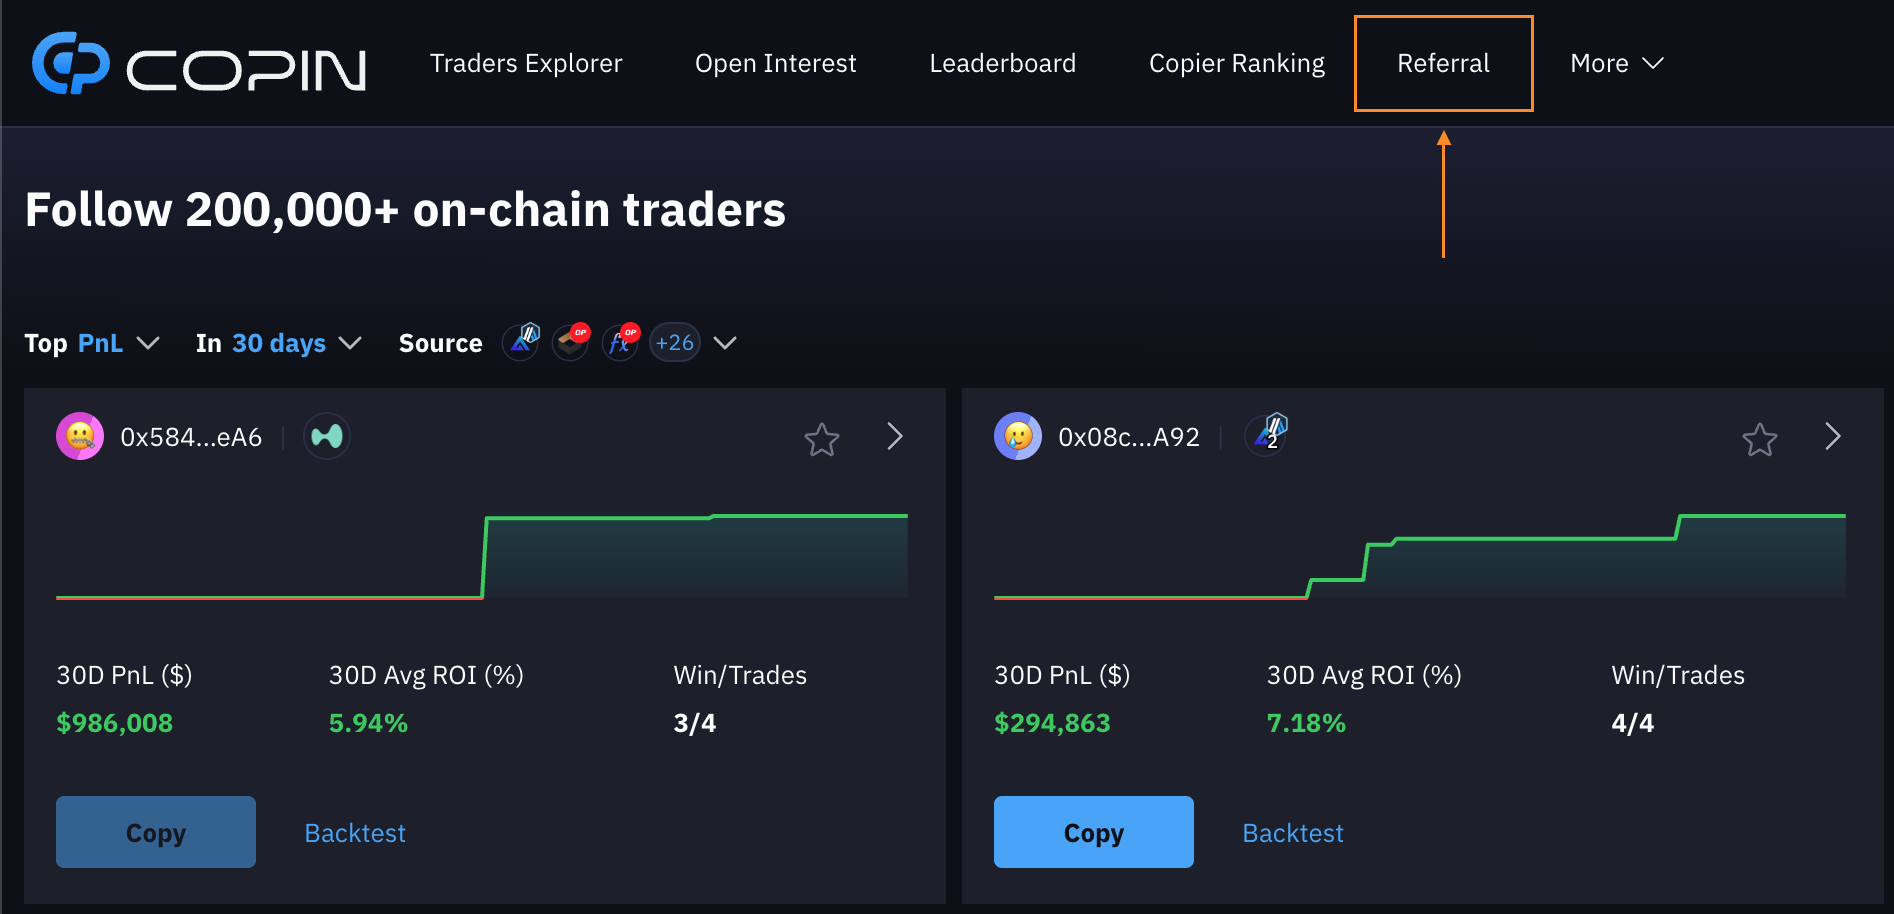 COPIN Traders Explorer Open Interest Leaderboard Copier Ranking Referral More
Follow 200,000+ on-chain traders
Top PnL In 30 days Source OP OP fx +26
0x584...eA6 0x08c...A92 2
30D PnL ($) 30D Avg ROI (%) Win/Trades 30D PnL ($) 30D Avg ROI (%) Win/Trades
$986,008 5.94% 3/4 $294,863 7.18% 4/4
Copy Backtest Copy Backtest